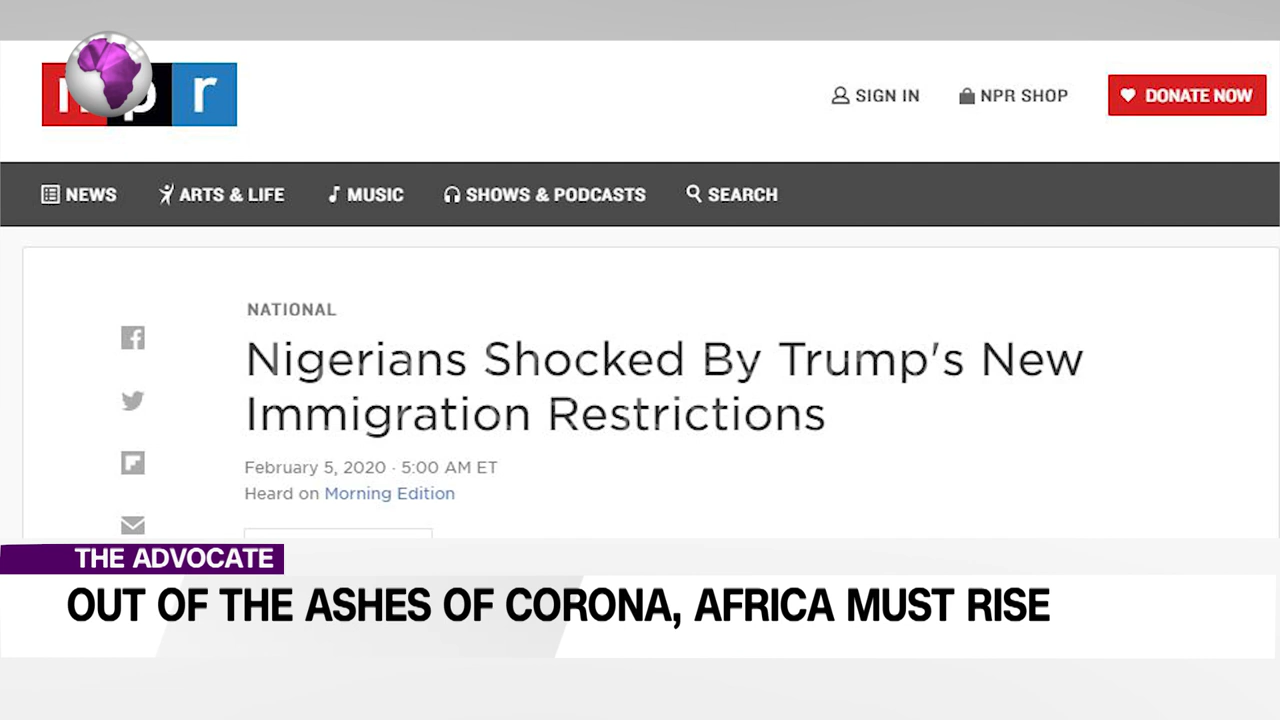 npr
SIGN IN
NPR SHOP
DONATE NOW
NEWS
ARTS & LIFE
MUSIC
SHOWS & PODCASTS
SEARCH
NATIONAL
Nigerians Shocked By Trump's New
Immigration Restrictions
February 5, 2020 · 5:00 AM ET
Heard on Morning Edition
THE ADVOCATE
OUT OF THE ASHES OF CORONA, AFRICA MUST RISE